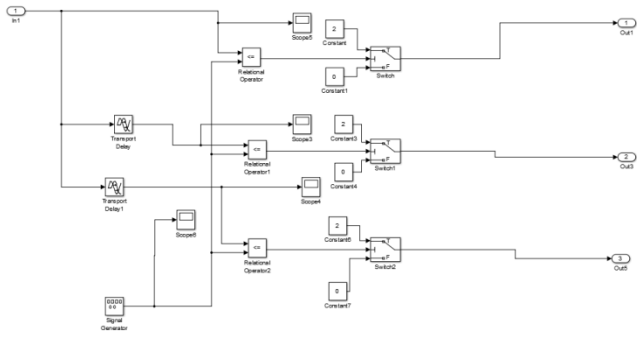 1
In1
Scope5
2
Constant
<=
Relational
Operator
0
Constant1
T
F
Switch
1
Out1
Transport
Delay
Scope3
2
Constant3
<=
Relational
Operator1
0
Constant4
T
F
Switch1
2
Out3
Transport
Delay1
Scope4
Scope6
2
Constant6
<=
Relational
Operator2
0
Constant7
T
F
Switch2
3
Out5
Signal
Generator